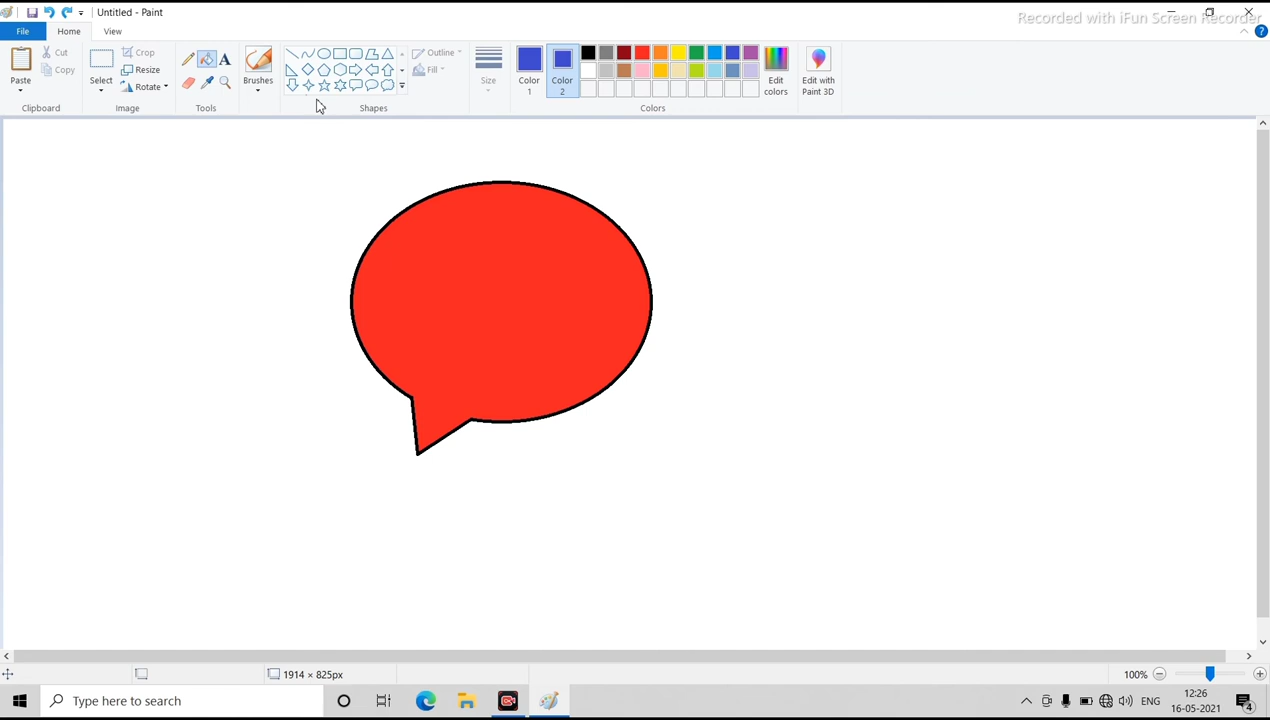 Untitled - Paint
Recorded with iFun Screen Recorder
File
Home
View
Paste
Cut
Copy
Clipboard
Select
Crop
Resize
Rotate
Image
A
Tools
Brushes
Shapes
Outline
Fill
Size
Color
1
Color
2
Edit
colors
Colors
Edit with
Paint 3D
1914 × 825px
100%
Type here to search
ENG
12:26
16-05-2021
4